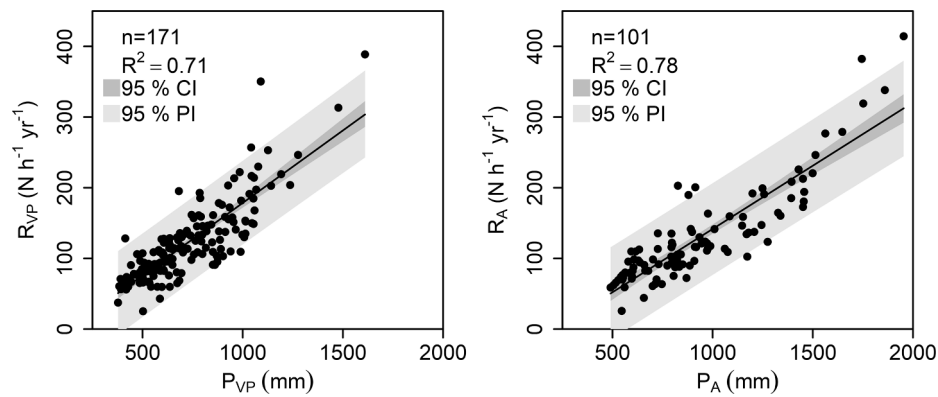 n=171
R² = 0.71
95 % CI
95 % PI
R_VP (N h⁻¹ yr⁻¹)
0 100 200 300 400
500 1000 1500 2000
P_VP (mm)
n=101
R² = 0.78
95 % CI
95 % PI
R_A (N h⁻¹ yr⁻¹)
0 100 200 300 400
500 1000 1500 2000
P_A (mm)